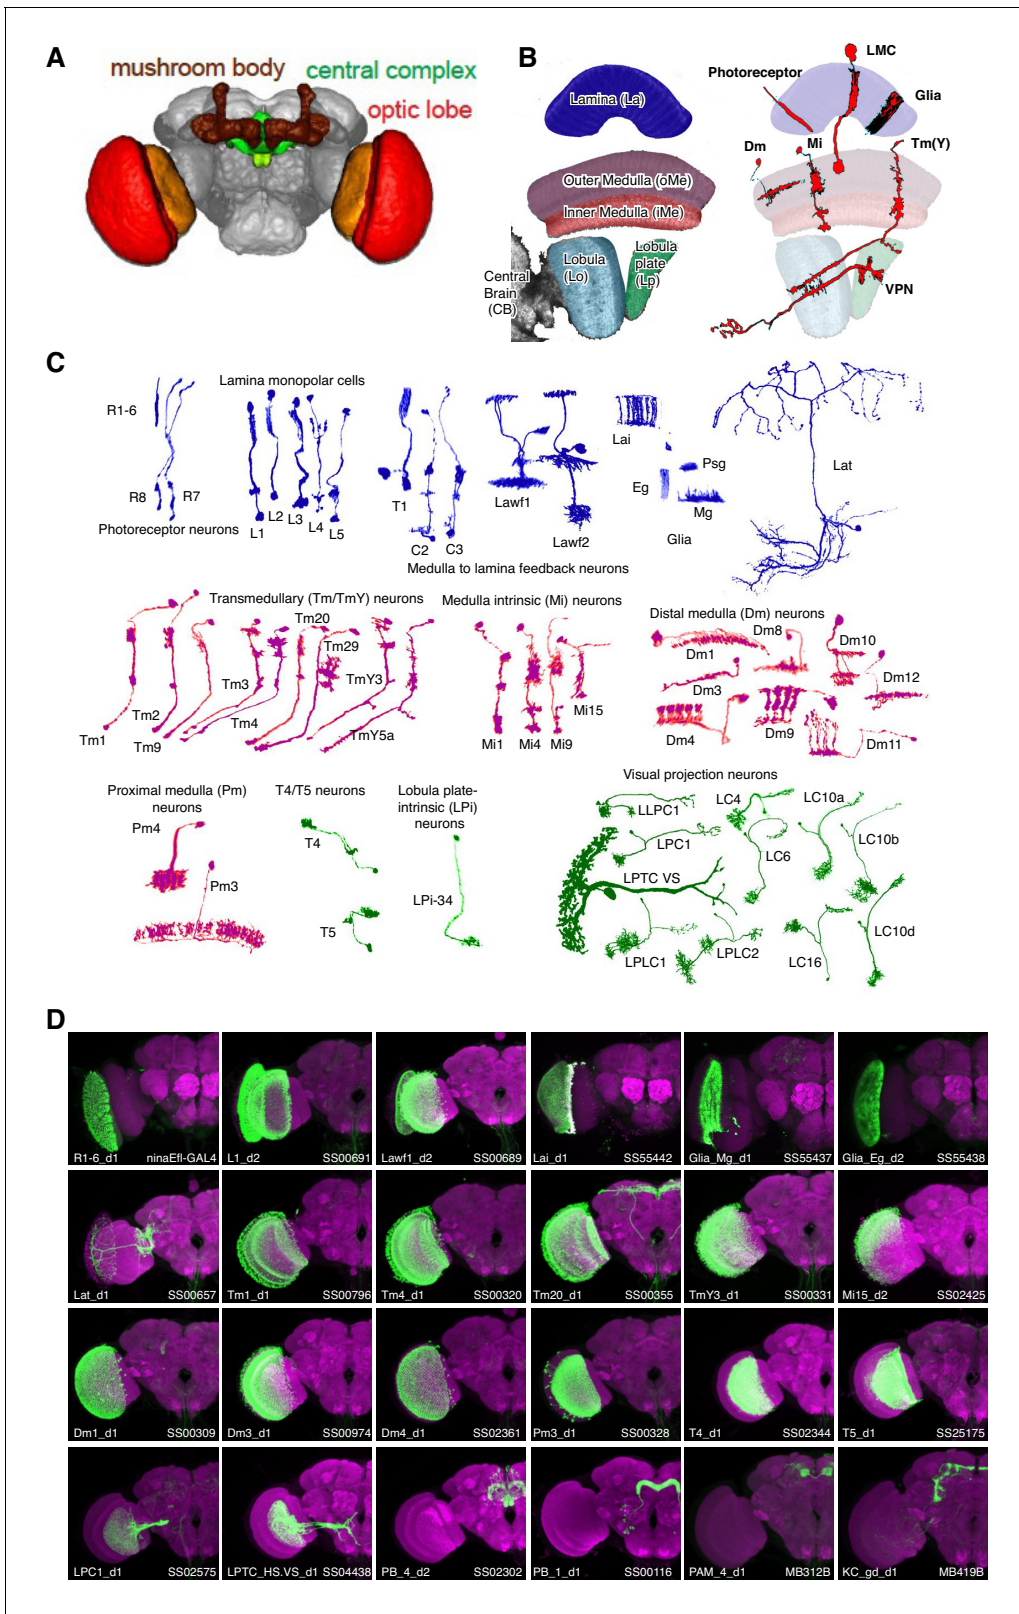 A
mushroom body
central complex
optic lobe
B
Lamina (La)
Outer Medulla (oMe)
Inner Medulla (iMe)
Lobula (Lo)
Lobula plate (Lp)
Central Brain (CB)
LMC
Photoreceptor
Glia
Dm
Mi
Tm(Y)
VPN
C
Lamina monopolar cells
R1-6
R8
R7
Photoreceptor neurons
L1
L2
L3
L4
L5
T1
C2
C3
Lawf1
Lawf2
Medulla to lamina feedback neurons
Lai
Psg
Eg
Mg
Glia
Lat
Transmedullary (Tm/TmY) neurons
Tm20
Tm29
Tm3
TmY3
Tm2
Tm4
Tm1
Tm9
TmY5a
Medulla intrinsic (Mi) neurons
Mi15
Mi1
Mi4
Mi9
Distal medulla (Dm) neurons
Dm8
Dm10
Dm1
Dm3
Dm12
Dm4
Dm9
Dm11
Proximal medulla (Pm)
neurons
Pm4
Pm3
T4/T5 neurons
T4
T5
Lobula plate-
intrinsic (LPi)
neurons
LPi-34
Visual projection neurons
LLPC1
LC4
LC10a
LPC1
LC6
LC10b
LPTC VS
LPLC1
LPLC2
LC16
LC10d
D
R1-6_d1 ninaEfl-GAL4
L1_d2 SS00691
Lawf1_d2 SS00689
Lai_d1 SS55442
Glia_Mg_d1 SS55437
Glia_Eg_d2 SS55438
Lat_d1 SS00657
Tm1_d1 SS00796
Tm4_d1 SS00320
Tm20_d1 SS00355
TmY3_d1 SS00331
Mi15_d2 SS02425
Dm1_d1 SS00309
Dm3_d1 SS00974
Dm4_d1 SS02361
Pm3_d1 SS00328
T4_d1 SS02344
T5_d1 SS25175
LPC1_d1 SS02575
LPTC_HS.VS_d1 SS04438
PB_4_d2 SS02302
PB_1_d1 SS00116
PAM_4_d1 MB312B
KC_gd_d1 MB419B